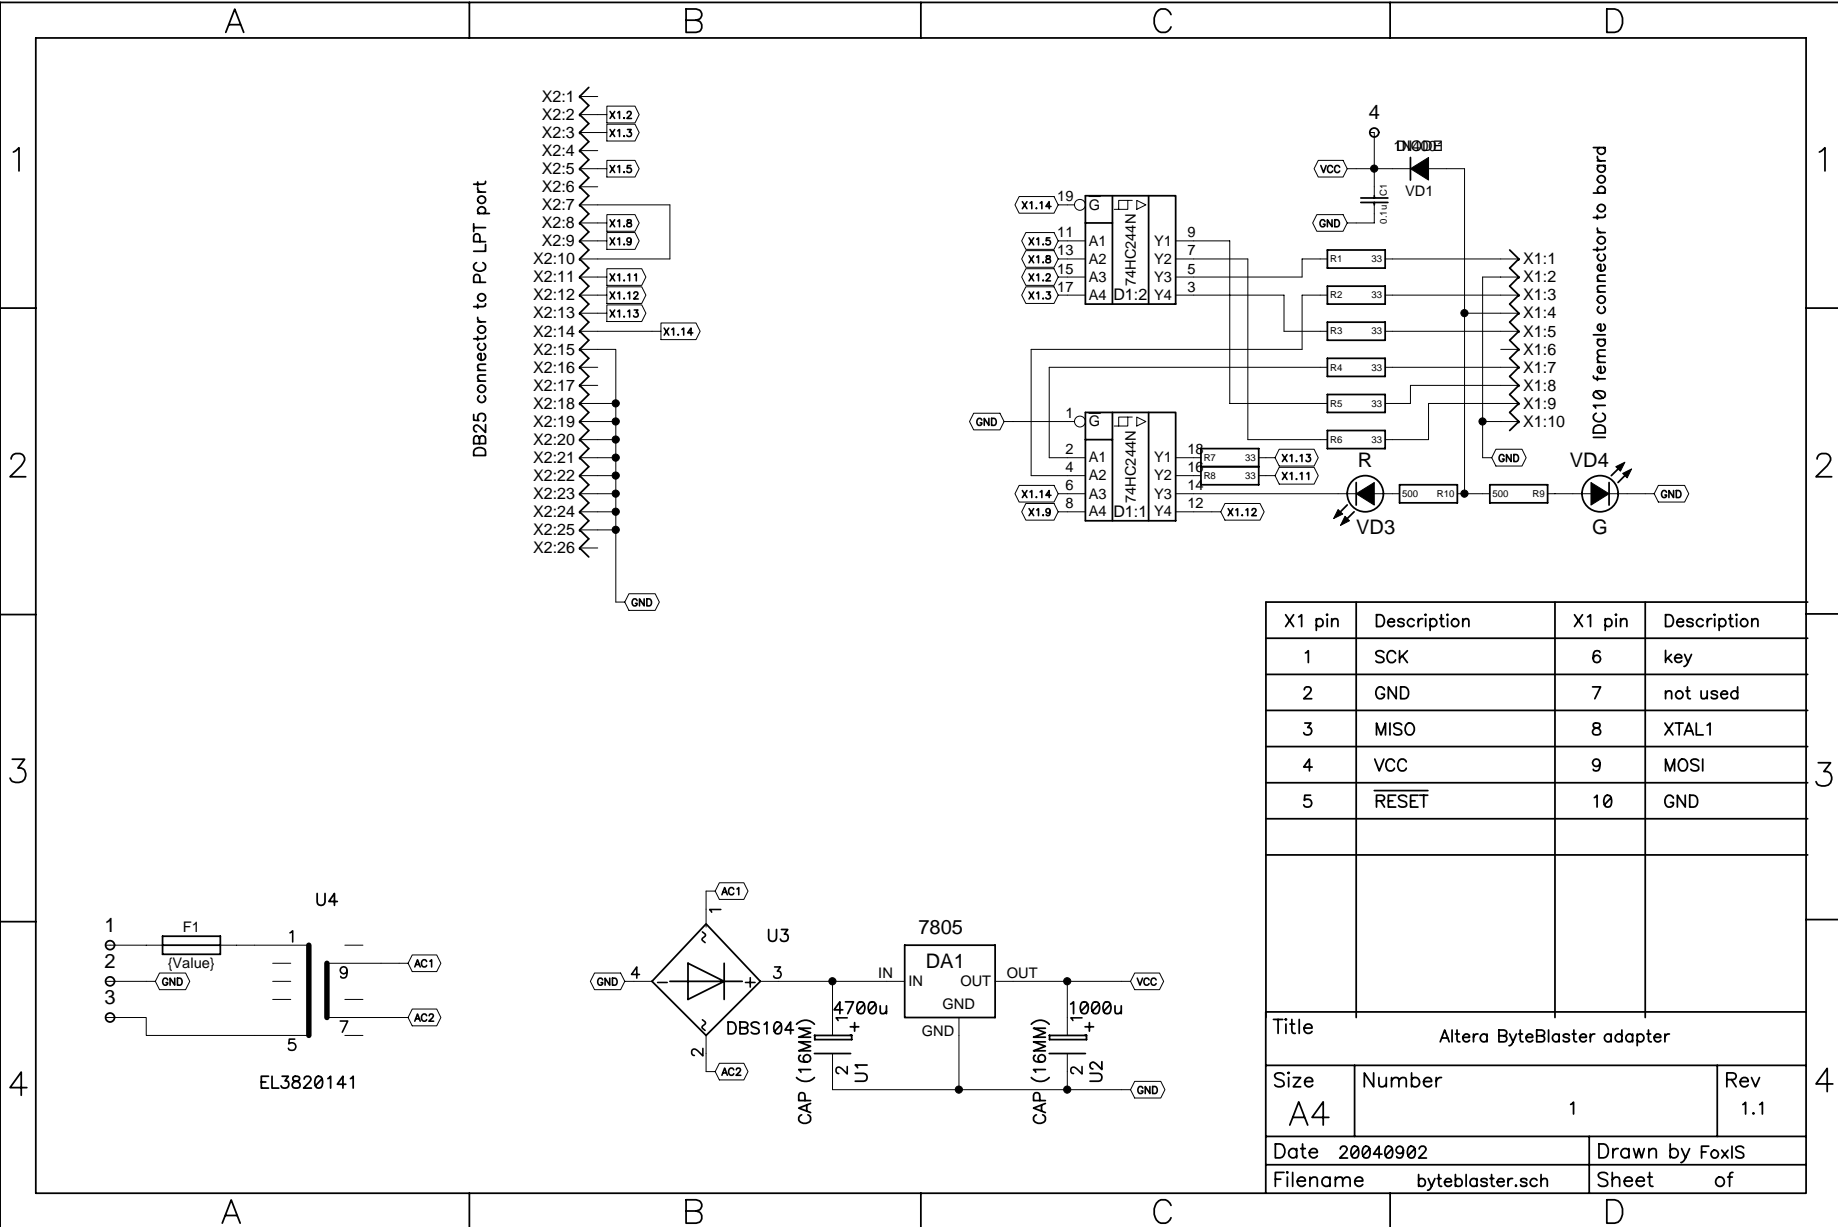 A B C D
1 1
2 2
3 3
4 4
DB25 connector to PC LPT port
X2:1
X2:2 X1.2
X2:3 X1.3
X2:4
X2:5 X1.5
X2:6
X2:7
X2:8 X1.8
X2:9 X1.9
X2:10
X2:11 X1.11
X2:12 X1.12
X2:13 X1.13
X2:14 X1.14
X2:15
X2:16
X2:17
X2:18
X2:19
X2:20
X2:21
X2:22
X2:23
X2:24
X2:25
X2:26
GND
4
VCC
VD1
C1
0.1u
GND
X1.14 19 G
X1.5 11 A1 Y1 9
X1.8 13 A2 Y2 7
X1.2 15 A3 Y3 5
X1.3 17 A4 D1:2 Y4 3
74HC244N
R1 33
R2 33
R3 33
R4 33
R5 33
R6 33
X1:1
X1:2
X1:3
X1:4
X1:5
X1:6
X1:7
X1:8
X1:9
X1:10
IDC10 female connector to board
GND
GND 1 G
2 A1 Y1 18 R7 33 X1.13
4 A2 Y2 16 R8 33 X1.11
X1.14 6 A3 Y3 14
X1.9 8 A4 D1:1 Y4 12 X1.12
74HC244N
R
VD3
500 R10
500 R9
VD4
G
GND
X1 pin Description X1 pin Description
1 SCK 6 key
2 GND 7 not used
3 MISO 8 XTAL1
4 VCC 9 MOSI
5 RESET 10 GND
U4
1 F1 1
{Value}
2 GND 9 AC1
3 7 AC2
5
EL3820141
AC1
1
U3
GND 4 3
DBS104
2
AC2
4700u
1
2
U1
CAP (16MM)
7805
DA1
IN IN OUT OUT
GND
GND
1000u
1
2
U2
CAP (16MM)
VCC
GND
Title Altera ByteBlaster adapter
Size Number Rev
A4 1 1.1
Date 20040902 Drawn by FoxIS
Filename byteblaster.sch Sheet of
A B C D